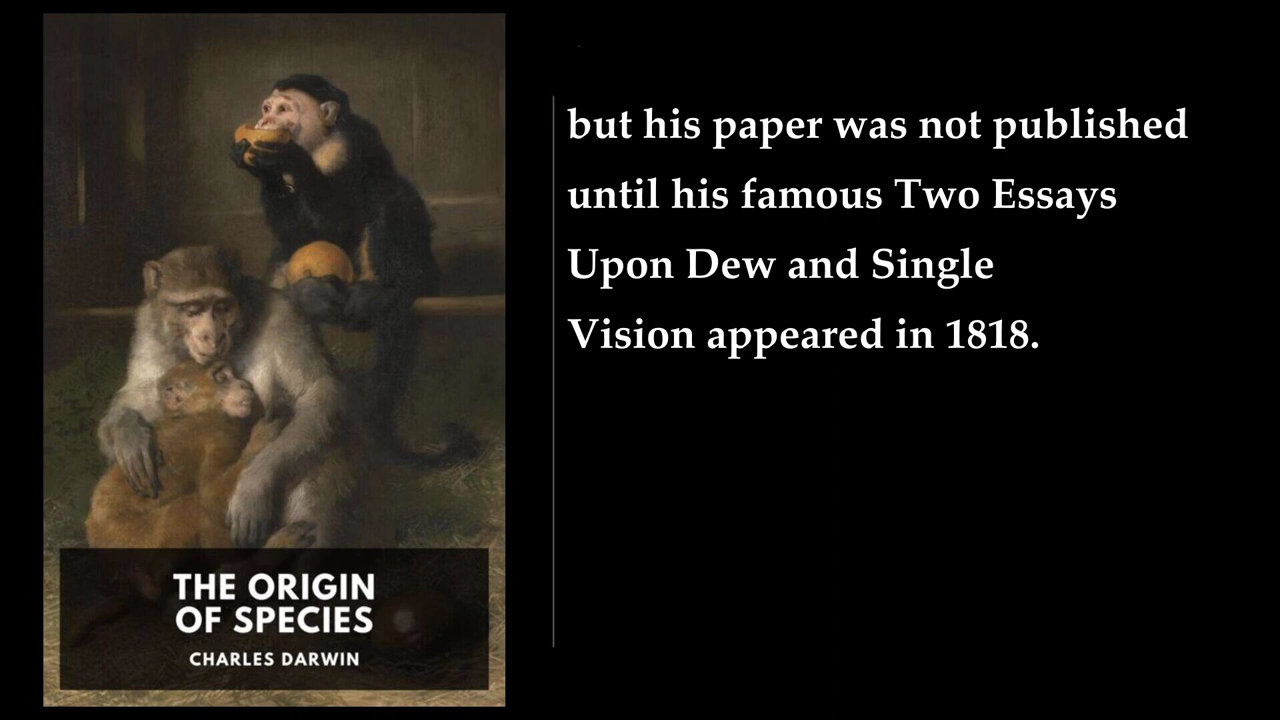 but his paper was not published
until his famous Two Essays
Upon Dew and Single
Vision appeared in 1818.
THE ORIGIN
OF SPECIES
CHARLES DARWIN